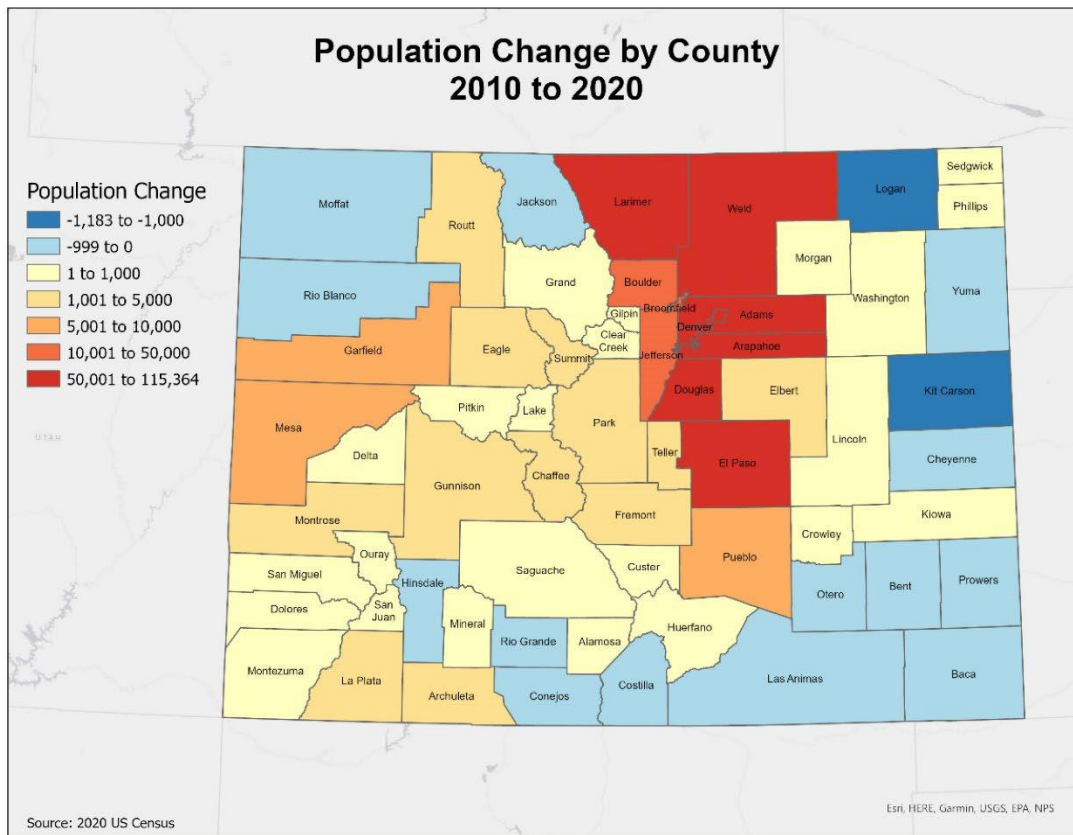 Population Change by County
2010 to 2020
Population Change
-1,183 to -1,000
-999 to 0
1 to 1,000
1,001 to 5,000
5,001 to 10,000
10,001 to 50,000
50,001 to 115,364
Moffat
Routt
Jackson
Larimer
Weld
Logan
Sedgwick
Phillips
Rio Blanco
Grand
Boulder
Broomfield
Morgan
Washington
Yuma
Garfield
Eagle
Summit
Gilpin
Clear
Creek
Jefferson
Denver
Adams
Arapahoe
Douglas
Elbert
Kit Carson
Mesa
Pitkin
Lake
Park
Teller
El Paso
Lincoln
Cheyenne
UTAH
Delta
Gunnison
Chaffee
Fremont
Pueblo
Crowley
Kiowa
Montrose
Ouray
San Miguel
Hinsdale
Saguache
Custer
Otero
Bent
Prowers
Dolores
San
Juan
Mineral
Rio Grande
Alamosa
Huerfano
Montezuma
La Plata
Archuleta
Conejos
Costilla
Las Animas
Baca
Source: 2020 US Census
Esri, HERE, Garmin, USGS, EPA, NPS